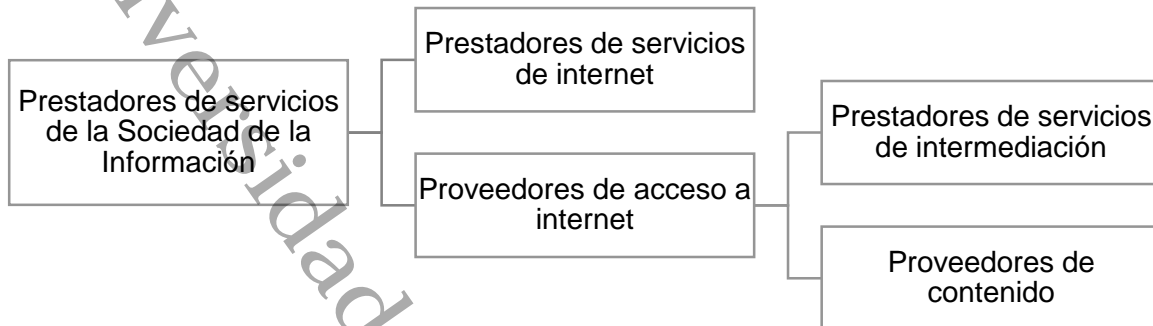 Prestadores de servicios
de la Sociedad de la
Información
Prestadores de servicios
de internet
Proveedores de acceso a
internet
Prestadores de servicios
de intermediación
Proveedores de
contenido